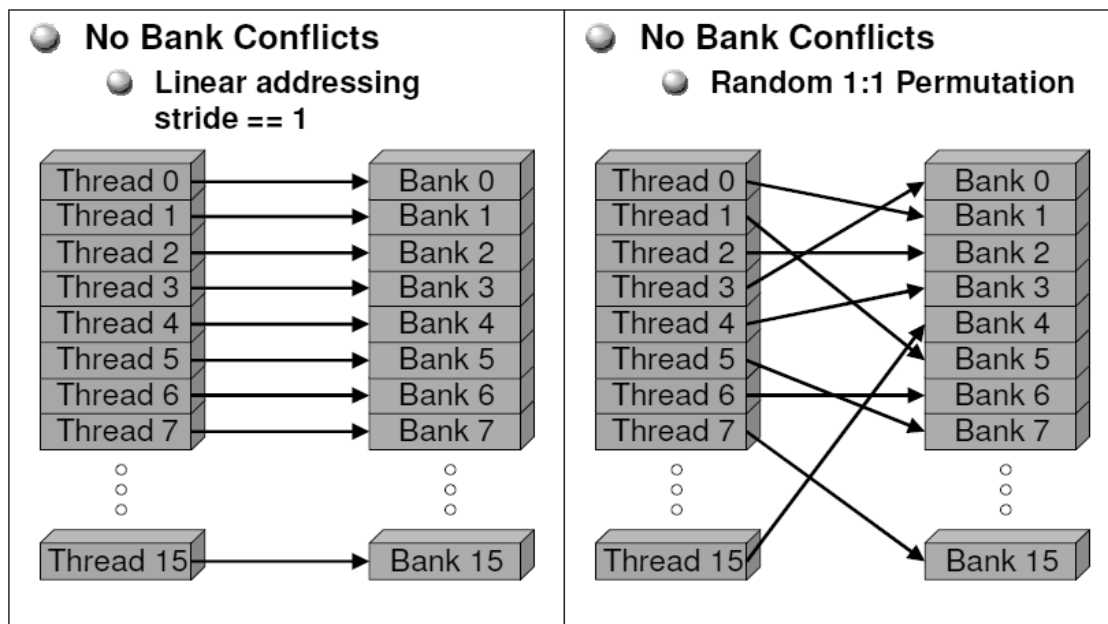 No Bank Conflicts
Linear addressing
stride == 1
Thread 0
Bank 0
Thread 1
Bank 1
Thread 2
Bank 2
Thread 3
Bank 3
Thread 4
Bank 4
Thread 5
Bank 5
Thread 6
Bank 6
Thread 7
Bank 7
Thread 15
Bank 15
No Bank Conflicts
Random 1:1 Permutation
Thread 0
Bank 0
Thread 1
Bank 1
Thread 2
Bank 2
Thread 3
Bank 3
Thread 4
Bank 4
Thread 5
Bank 5
Thread 6
Bank 6
Thread 7
Bank 7
Thread 15
Bank 15